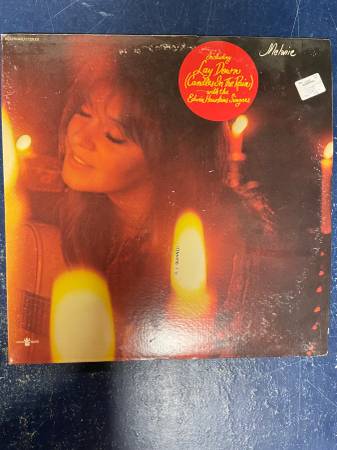 Melanie
Including
Lay Down
(Candles In The Rain)
with the
Edwin Hawkins Singers